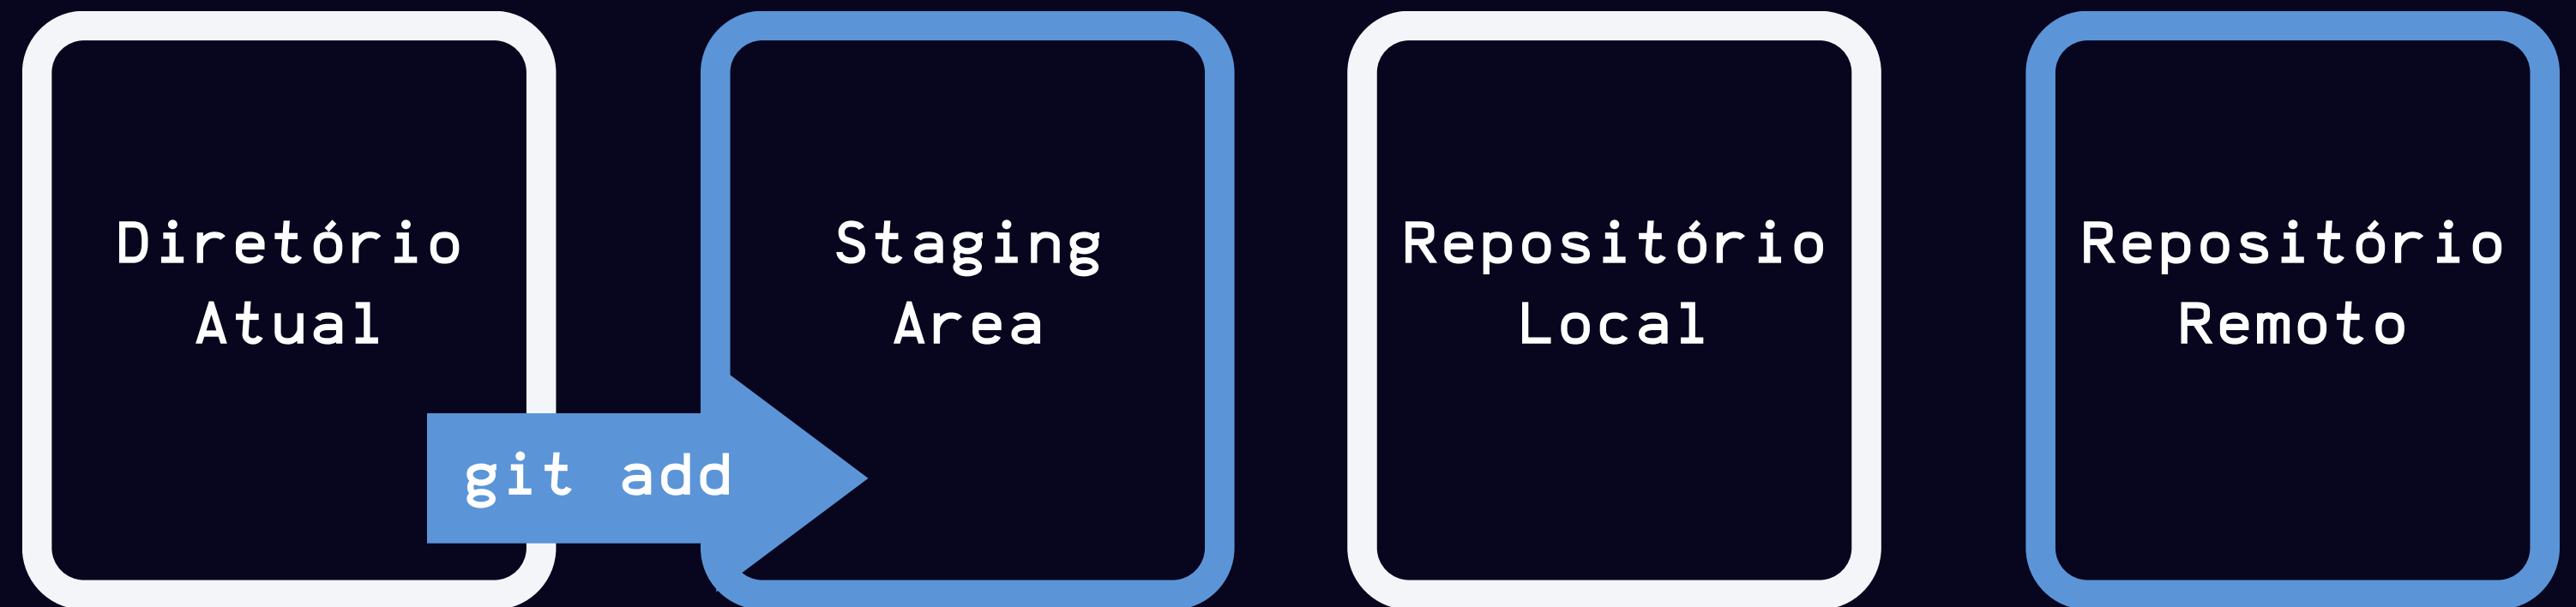 Diretório
Atual
Staging
Area
Repositório
Local
Repositório
Remoto
git add